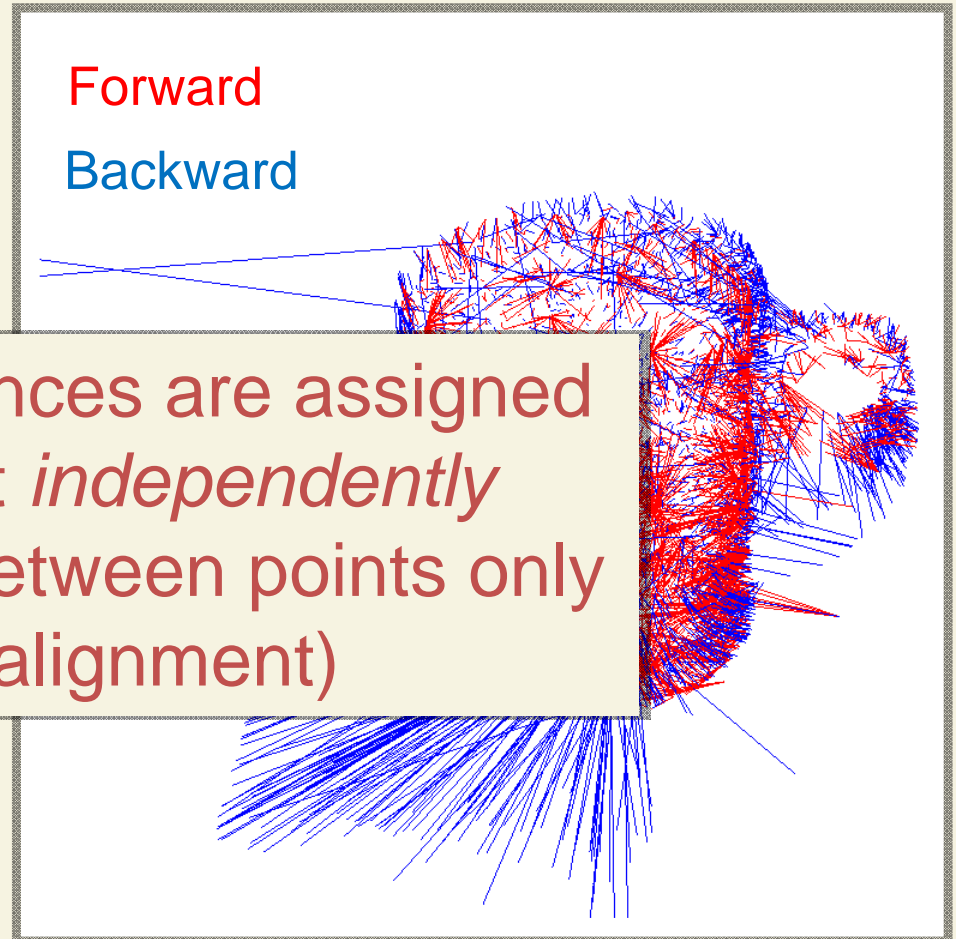 Forward
Backward
nces are assigned
independently
etween points only
alignment)